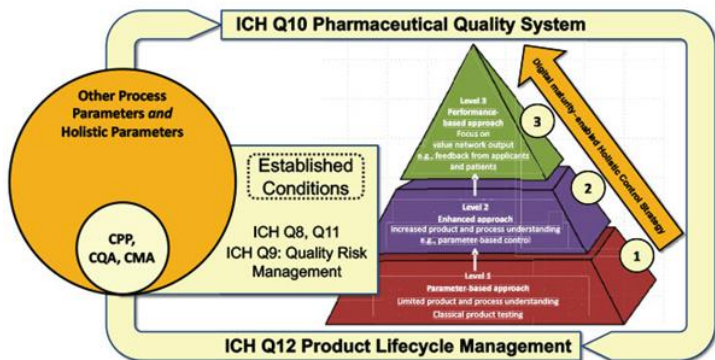 ICH Q10 Pharmaceutical Quality System
Other Process
Parameters and
Holistic Parameters
CPP,
CQA, CMA
Established
Conditions
ICH Q8, Q11
ICH Q9: Quality Risk
Management
Level 3
Performance-
based approach
Focus on
value network output
e.g., feedback from applicants
and patients
3
Level 2
Enhanced approach
Increased product and process understanding
e.g., parameter-based control
2
Level 1
Parameter-based approach
Limited product and process understanding
Classical product testing
1
Digital maturity-enabled Holistic Control Strategy
ICH Q12 Product Lifecycle Management